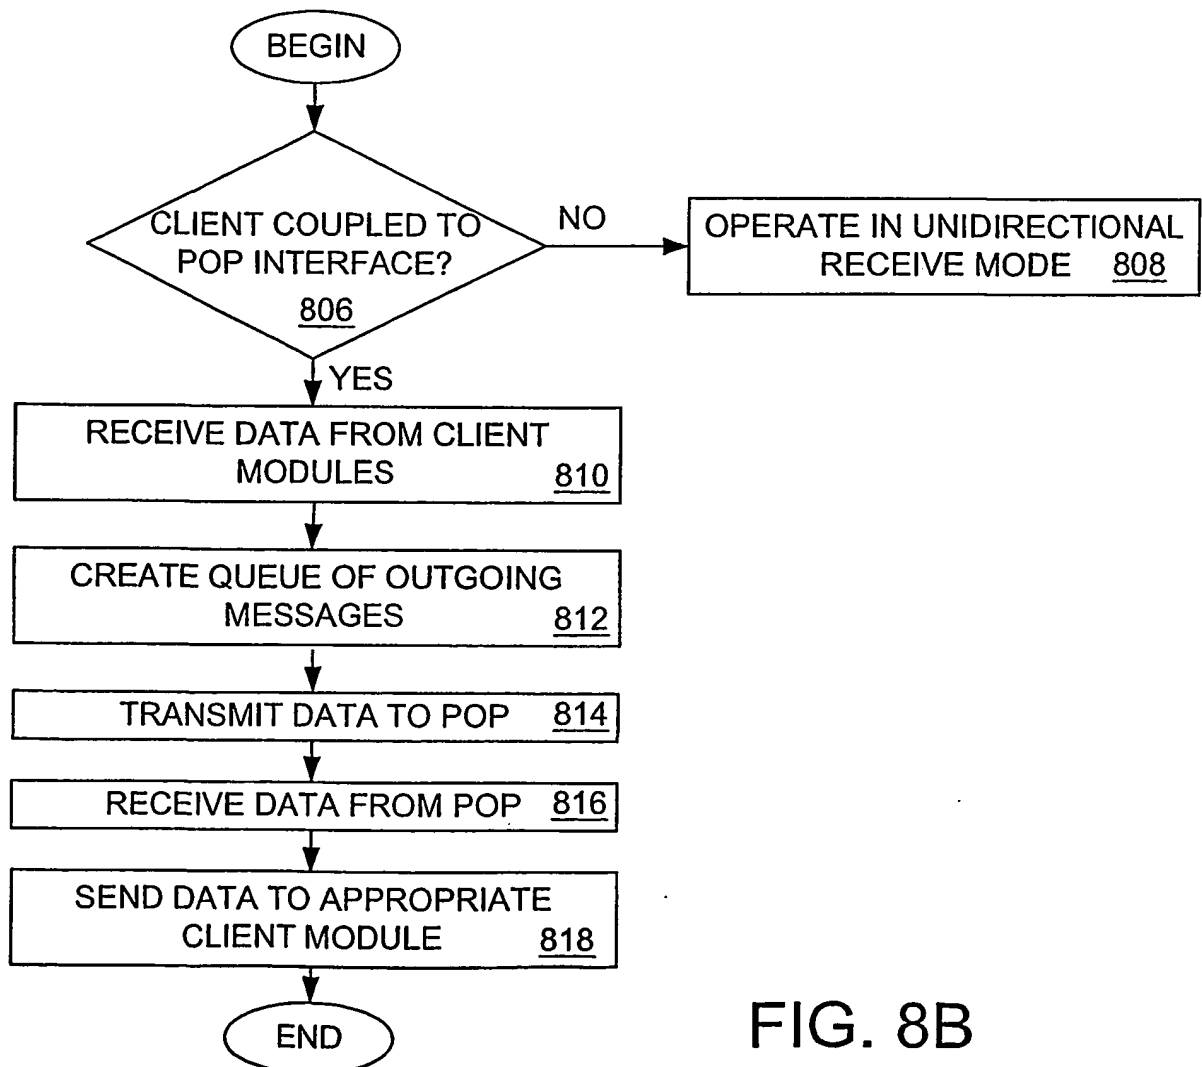 BEGIN
CLIENT COUPLED TO
POP INTERFACE?
806
NO
OPERATE IN UNIDIRECTIONAL
RECEIVE MODE 808
YES
RECEIVE DATA FROM CLIENT
MODULES 810
CREATE QUEUE OF OUTGOING
MESSAGES 812
TRANSMIT DATA TO POP 814
RECEIVE DATA FROM POP 816
SEND DATA TO APPROPRIATE
CLIENT MODULE 818
END
FIG. 8B